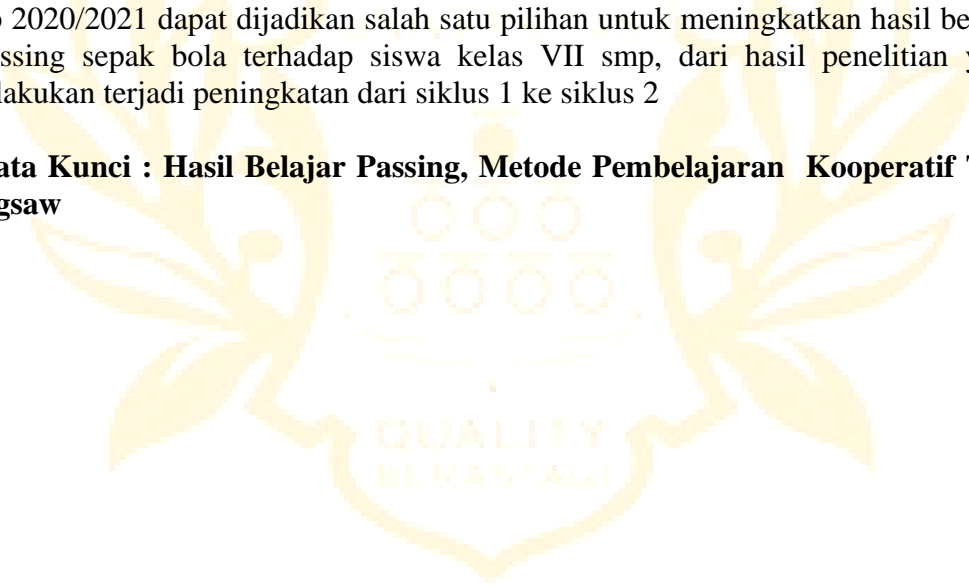 2020/2021 dapat dijadikan salah satu pilihan untuk meningkatkan hasil be
ssing sepak bola terhadap siswa kelas VII smp, dari hasil penelitian y
lakukan terjadi peningkatan dari siklus 1 ke siklus 2
ata Kunci : Hasil Belajar Passing, Metode Pembelajaran Kooperatif T
gsaw
QUALITY
BERASTAGI